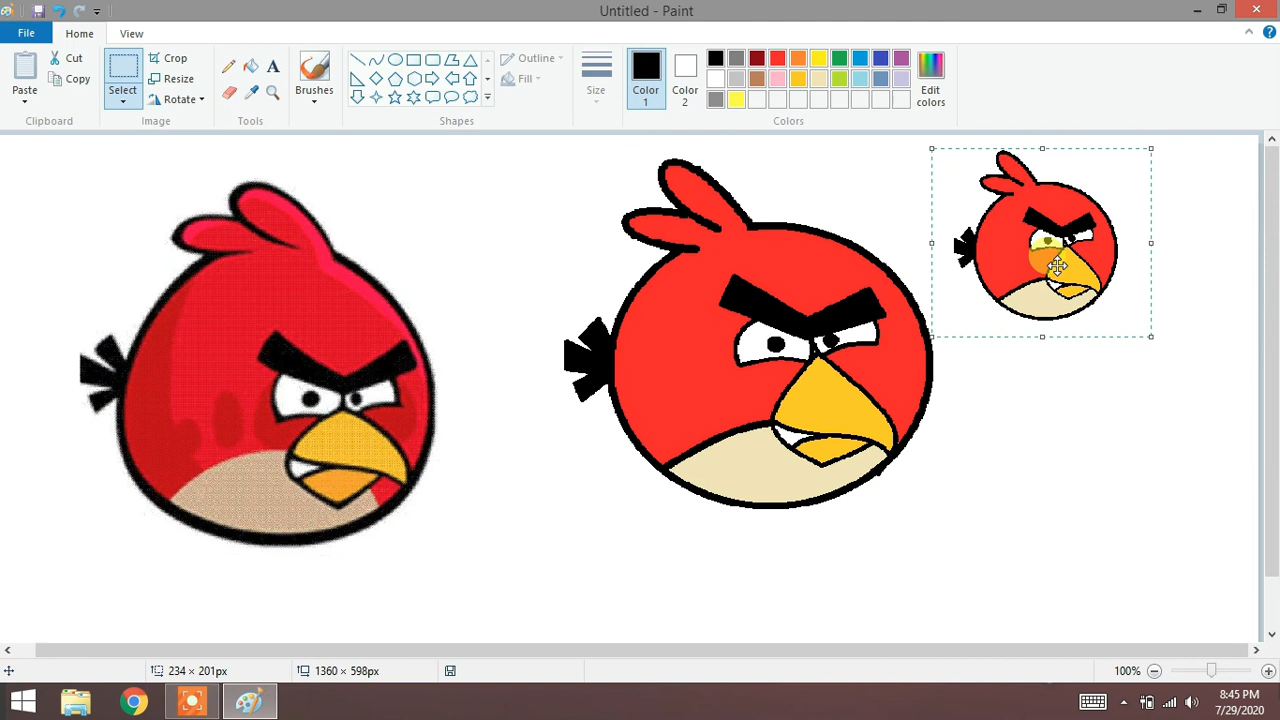 Untitled - Paint
File Home View
Paste
Cut
Copy
Clipboard
Select
Crop
Resize
Rotate
Image
Tools
Brushes
Shapes
Outline
Fill
Size
Color 1
Color 2
Colors
Edit colors
234 × 201px
1360 × 598px
100%
8:45 PM
7/29/2020